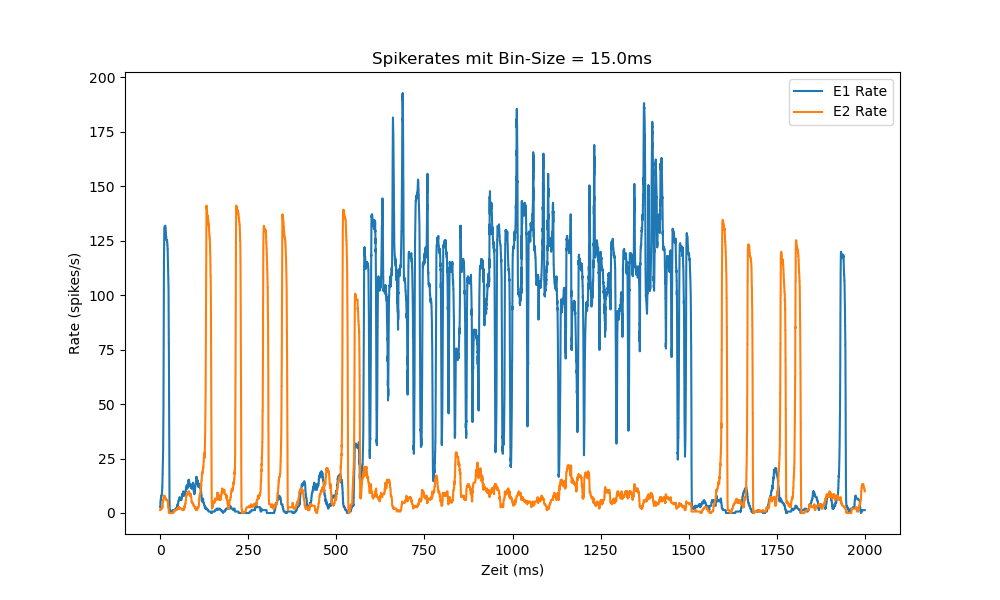 Spikerates mit Bin-Size = 15.0ms
E1 Rate
E2 Rate
Rate (spikes/s)
200
175
150
125
100
75
50
25
0
0 250 500 750 1000 1250 1500 1750 2000
Zeit (ms)